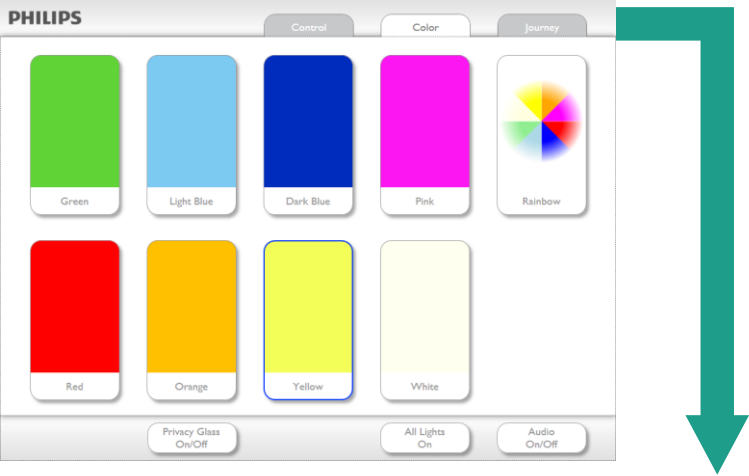 PHILIPS
Control
Color
Journey
Green
Light Blue
Dark Blue
Pink
Rainbow
Red
Orange
Yellow
White
Privacy Glass
On/Off
All Lights
On
Audio
On/Off